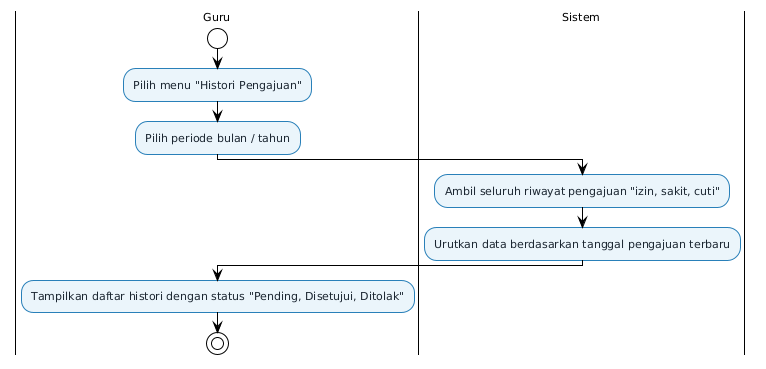 Guru
Sistem
Pilih menu "Histori Pengajuan"
Pilih periode bulan / tahun
Ambil seluruh riwayat pengajuan "izin, sakit, cuti"
Urutkan data berdasarkan tanggal pengajuan terbaru
Tampilkan daftar histori dengan status "Pending, Disetujui, Ditolak"